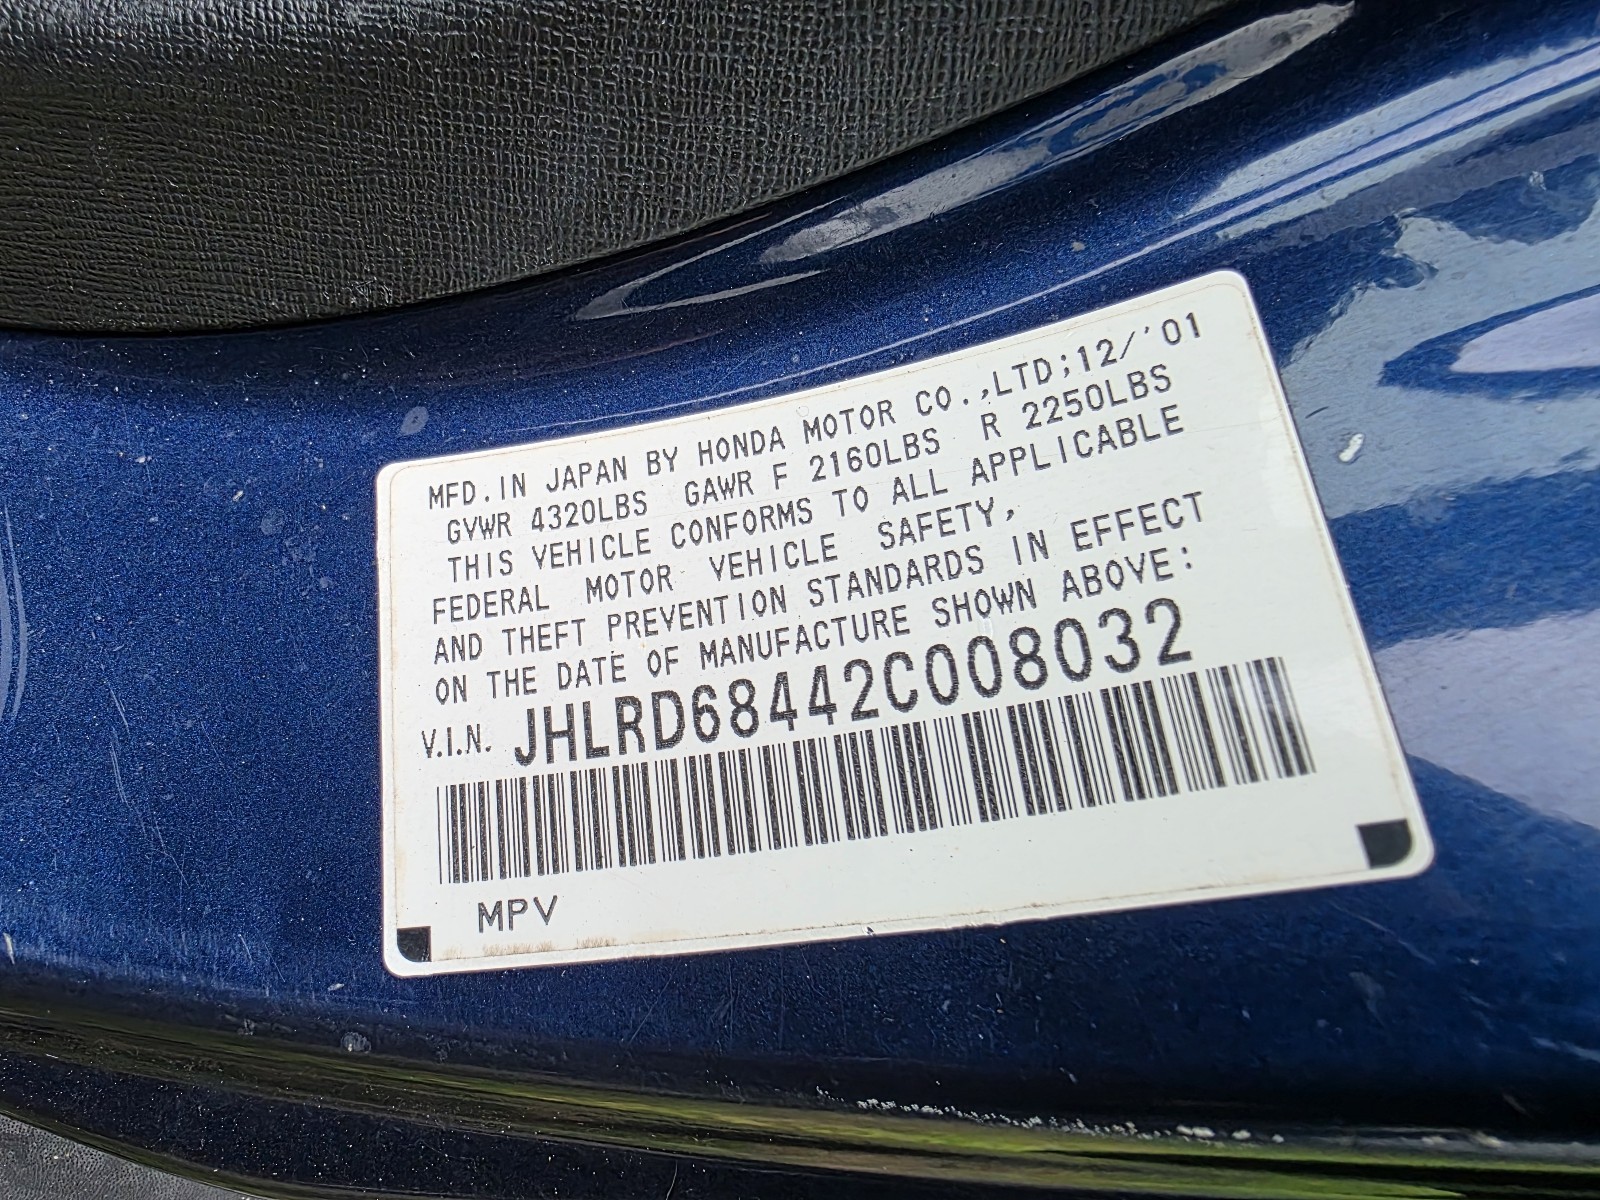 MFD. IN JAPAN BY HONDA MOTOR CO.,LTD;12/'01
GVWR 4320LBS GAWR F 2160LBS R 2250LBS
THIS VEHICLE CONFORMS TO ALL APPLICABLE
FEDERAL MOTOR VEHICLE SAFETY,
AND THEFT PREVENTION STANDARDS IN EFFECT
ON THE DATE OF MANUFACTURE SHOWN ABOVE:
V.I.N. JHLRD68442C008032
MPV